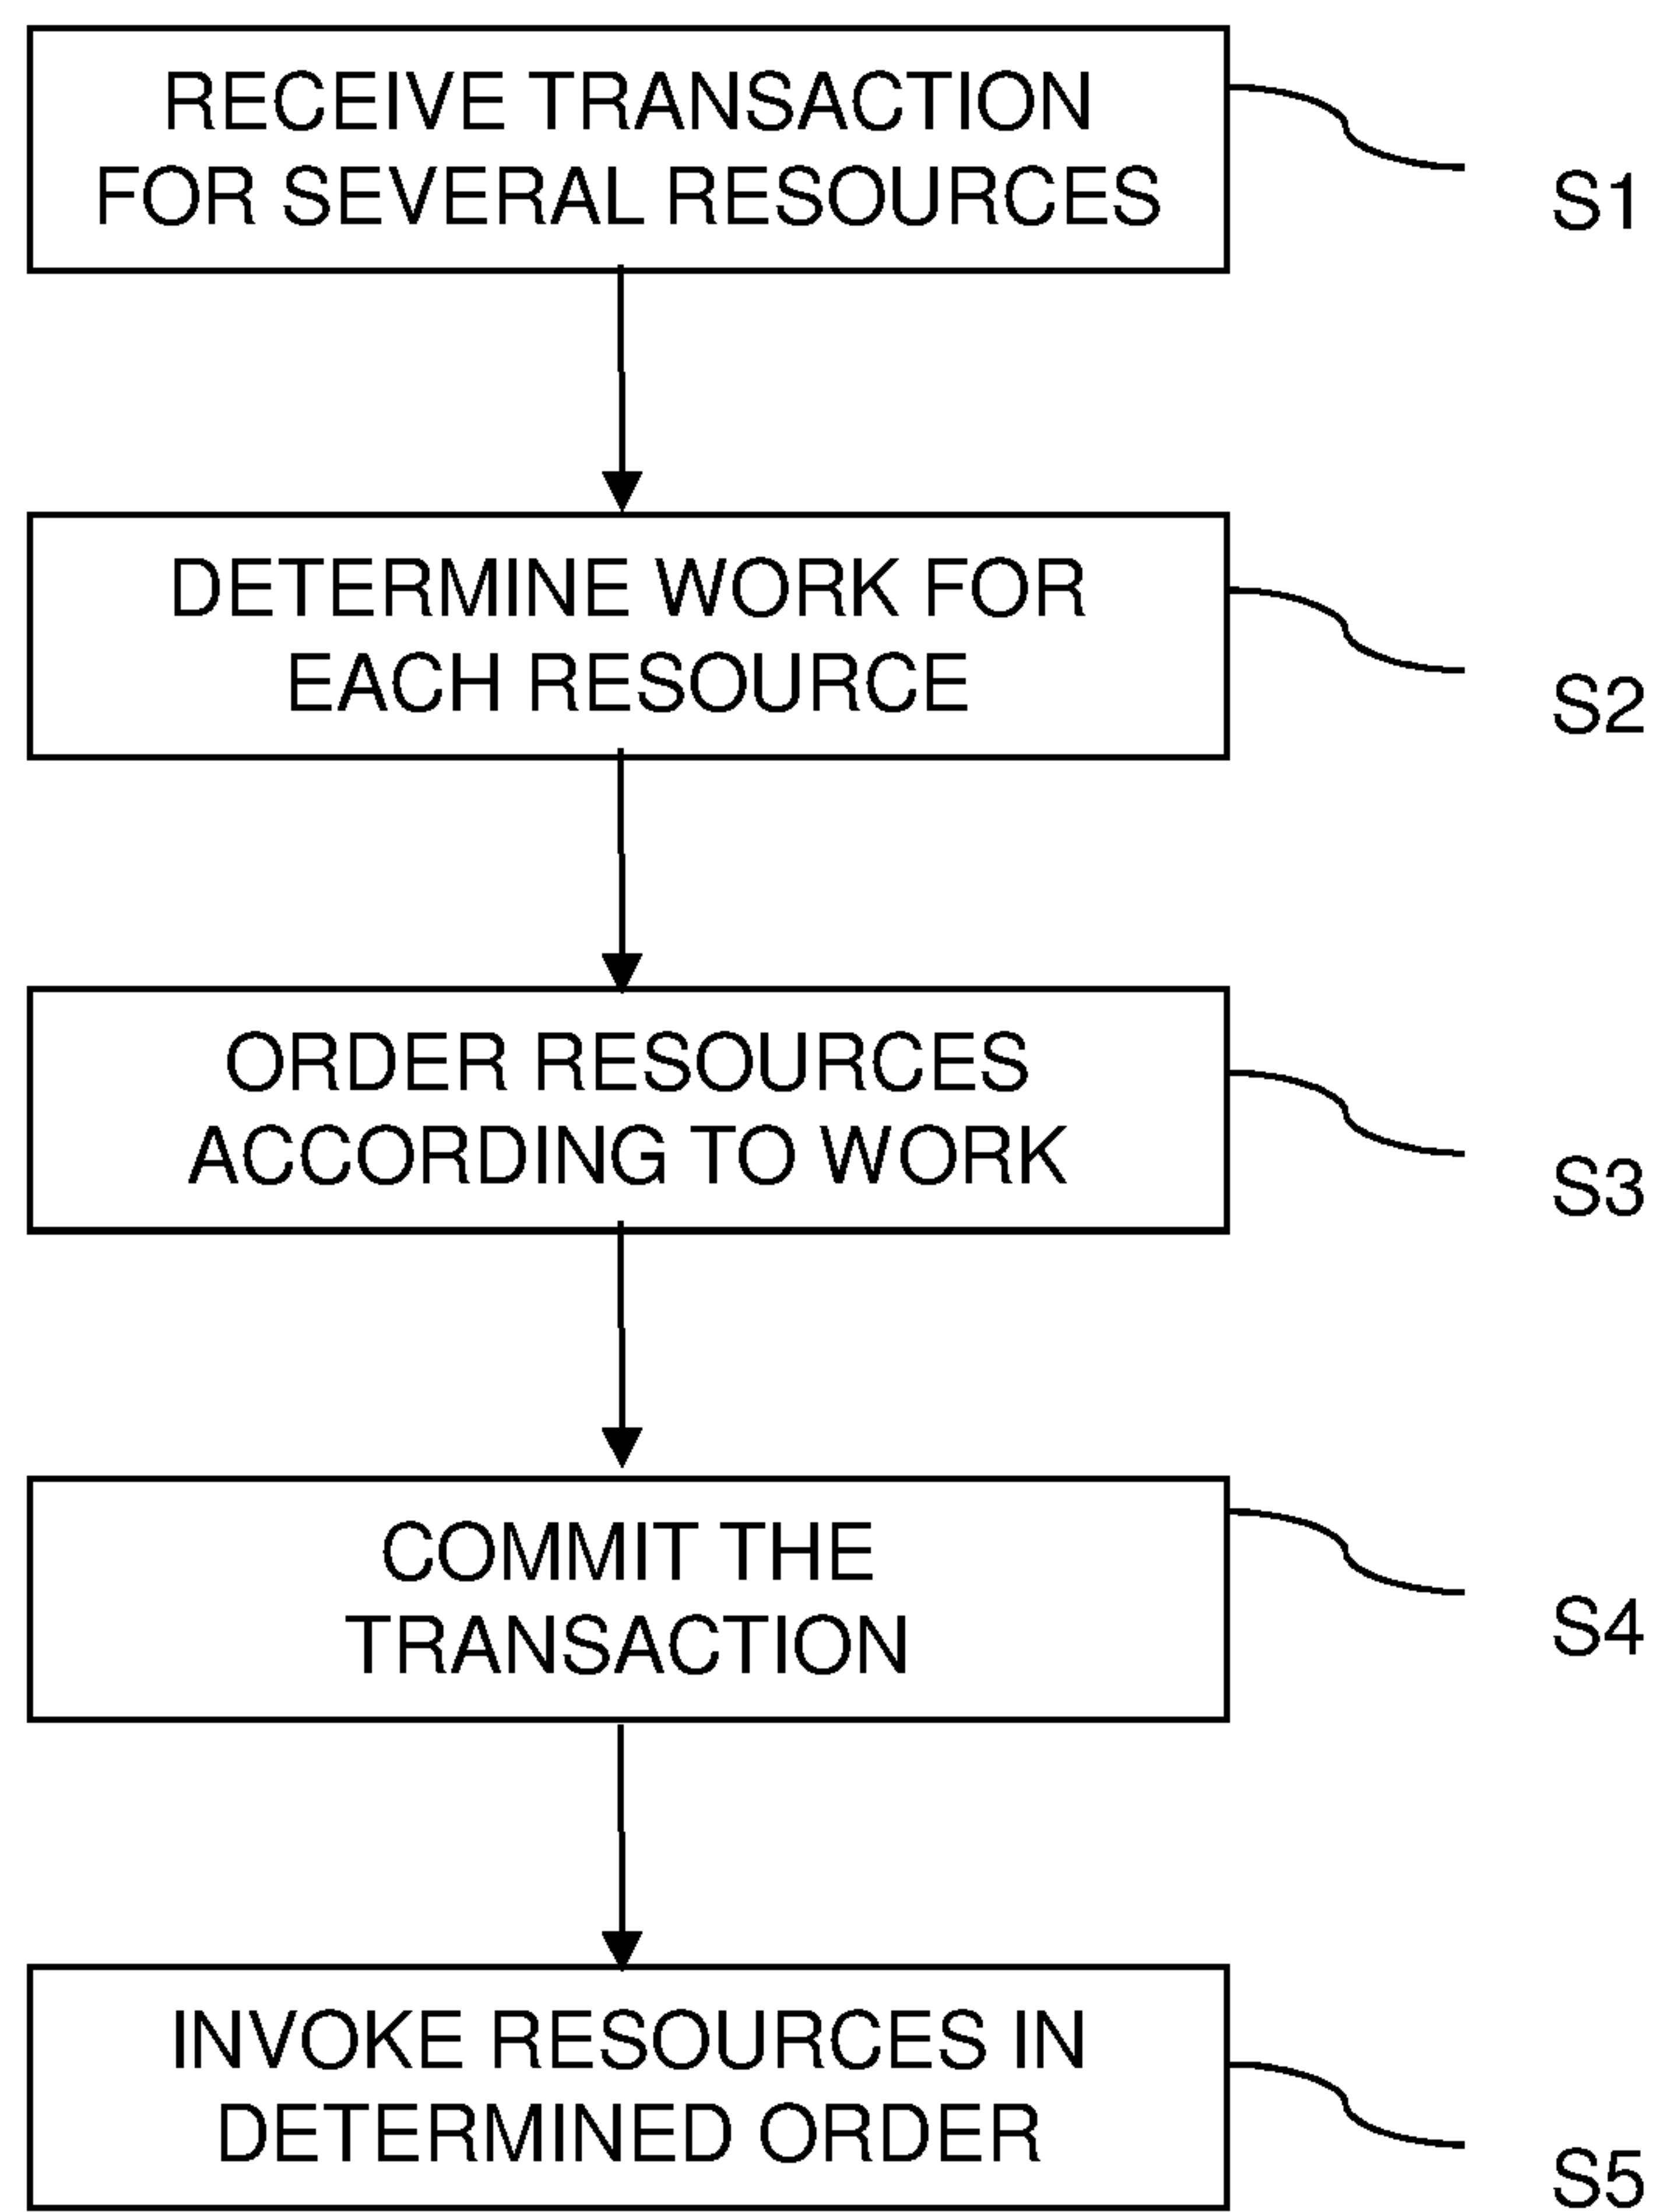 RECEIVE TRANSACTION
FOR SEVERAL RESOURCES
S1
DETERMINE WORK FOR
EACH RESOURCE
S2
ORDER RESOURCES
ACCORDING TO WORK
S3
COMMIT THE
TRANSACTION
S4
INVOKE RESOURCES IN
DETERMINED ORDER
S5